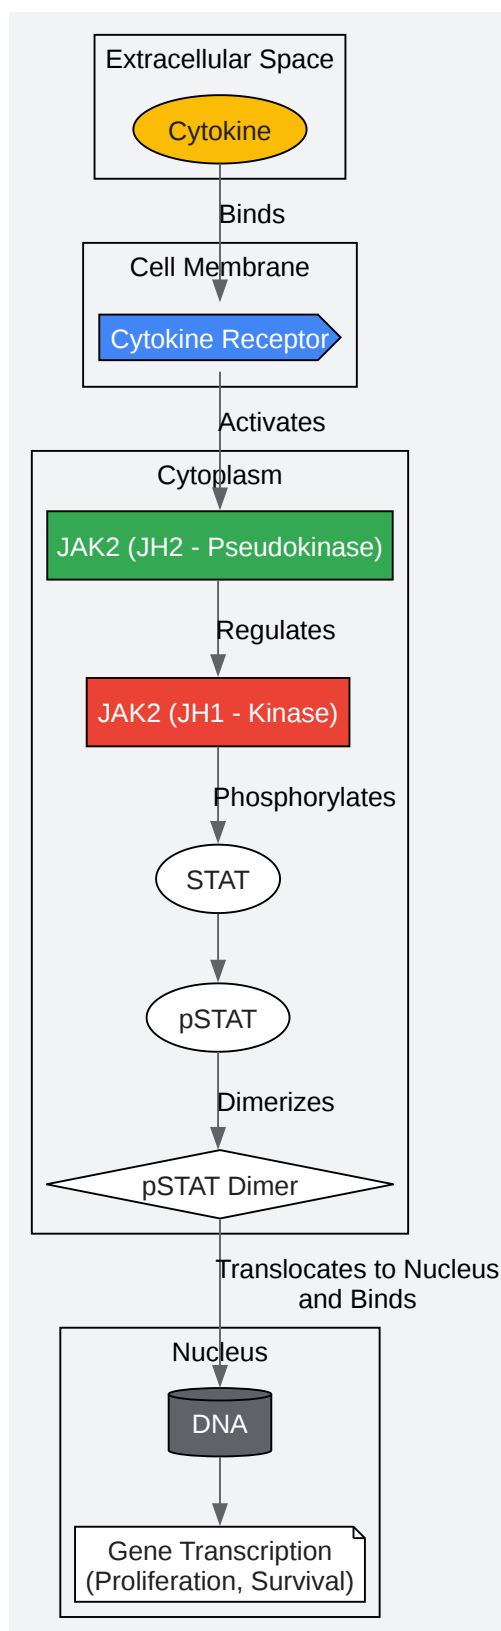 Extracellular Space
Cytokine
Binds
Cell Membrane
Cytokine Receptor
Activates
Cytoplasm
JAK2 (JH2 - Pseudokinase)
Regulates
JAK2 (JH1 - Kinase)
Phosphorylates
STAT
pSTAT
Dimerizes
pSTAT Dimer
Translocates to Nucleus
and Binds
Nucleus
DNA
Gene Transcription
(Proliferation, Survival)